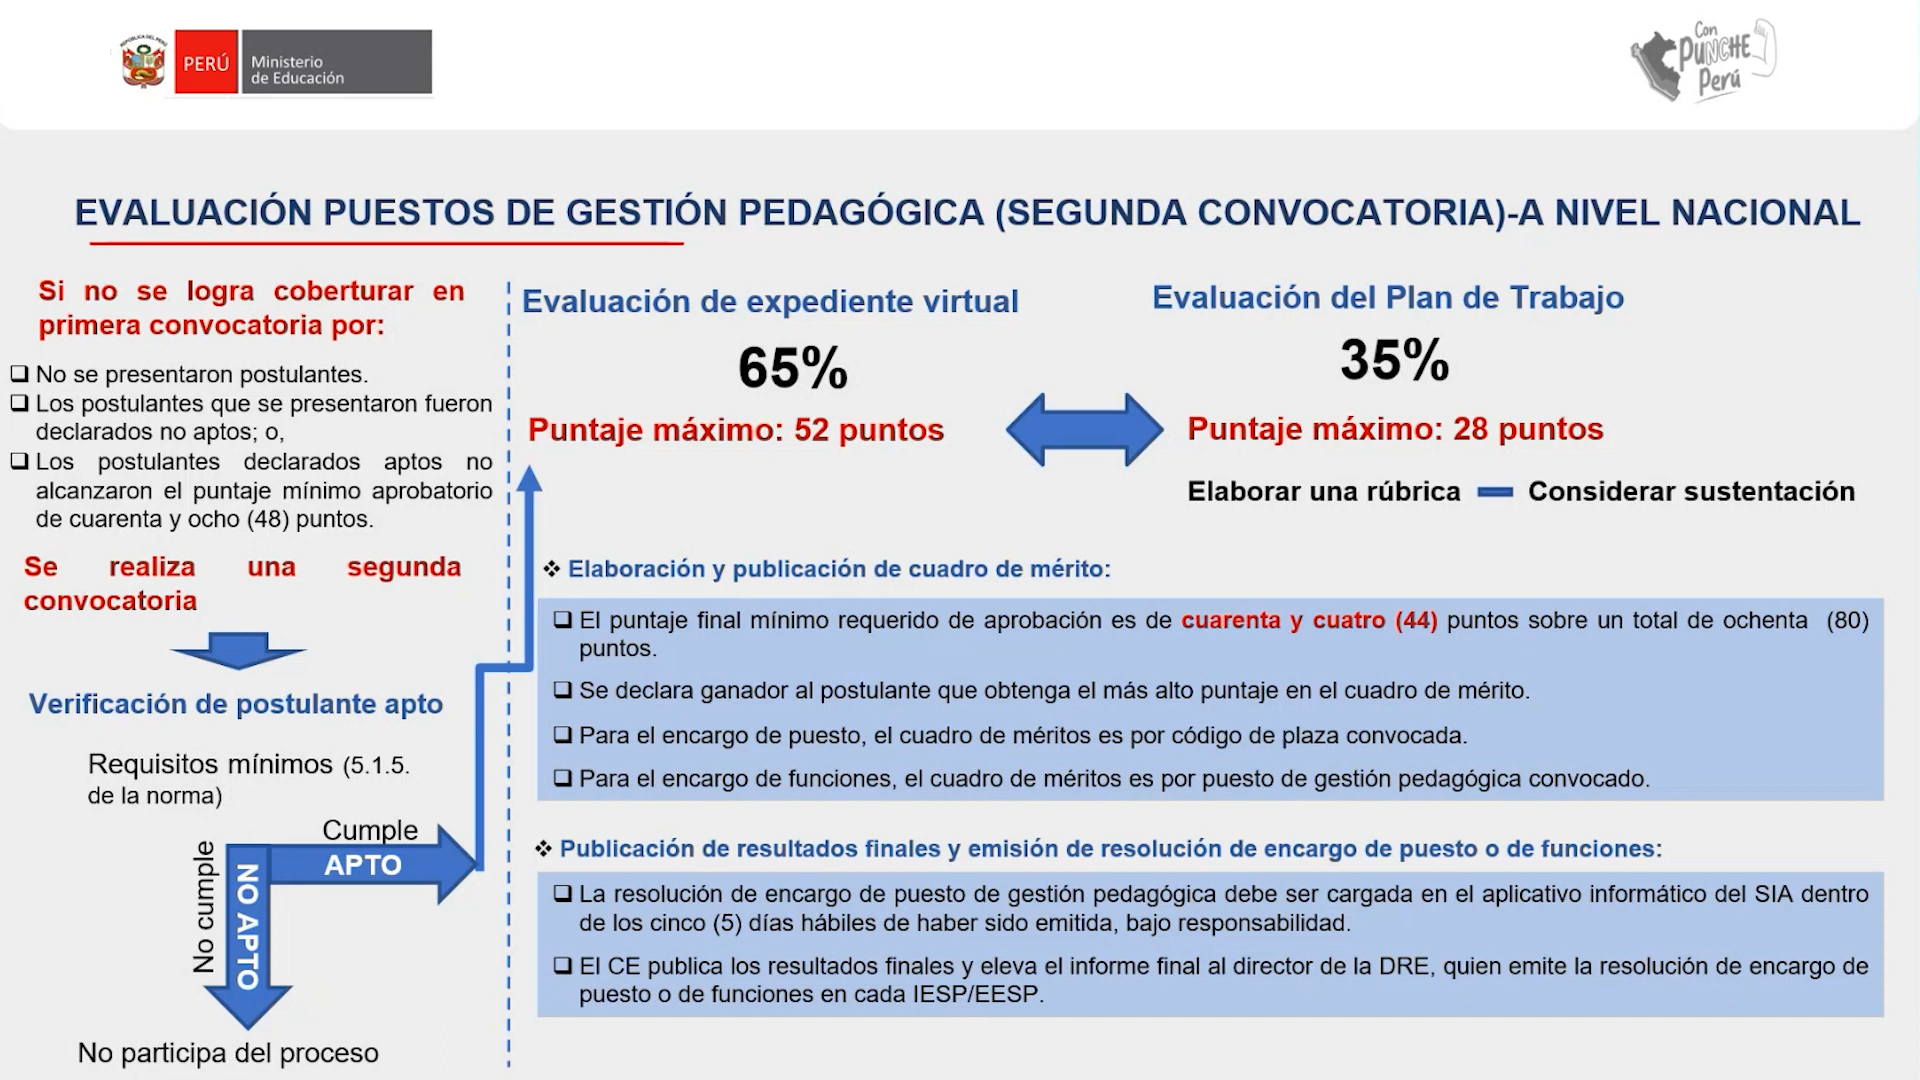 REPÚBLICA DEL PERÚ
PERÚ
Ministerio
de Educación
Con
PUNCHE
Perú
EVALUACIÓN PUESTOS DE GESTIÓN PEDAGÓGICA (SEGUNDA CONVOCATORIA)-A NIVEL NACIONAL
Si no se logra coberturar en
primera convocatoria por:
No se presentaron postulantes.
Los postulantes que se presentaron fueron
declarados no aptos; o,
Los postulantes declarados aptos no
alcanzaron el puntaje mínimo aprobatorio
de cuarenta y ocho (48) puntos.
Se realiza una segunda
convocatoria
Verificación de postulante apto
Requisitos mínimos (5.1.5.
de la norma)
Cumple
APTO
No cumple
NO APTO
No participa del proceso
Evaluación de expediente virtual
65%
Puntaje máximo: 52 puntos
Evaluación del Plan de Trabajo
35%
Puntaje máximo: 28 puntos
Elaborar una rúbrica
Considerar sustentación
Elaboración y publicación de cuadro de mérito:
El puntaje final mínimo requerido de aprobación es de cuarenta y cuatro (44) puntos sobre un total de ochenta (80)
puntos.
Se declara ganador al postulante que obtenga el más alto puntaje en el cuadro de mérito.
Para el encargo de puesto, el cuadro de méritos es por código de plaza convocada.
Para el encargo de funciones, el cuadro de méritos es por puesto de gestión pedagógica convocado.
Publicación de resultados finales y emisión de resolución de encargo de puesto o de funciones:
La resolución de encargo de puesto de gestión pedagógica debe ser cargada en el aplicativo informático del SIA dentro
de los cinco (5) días hábiles de haber sido emitida, bajo responsabilidad.
El CE publica los resultados finales y eleva el informe final al director de la DRE, quien emite la resolución de encargo de
puesto o de funciones en cada IESP/EESP.